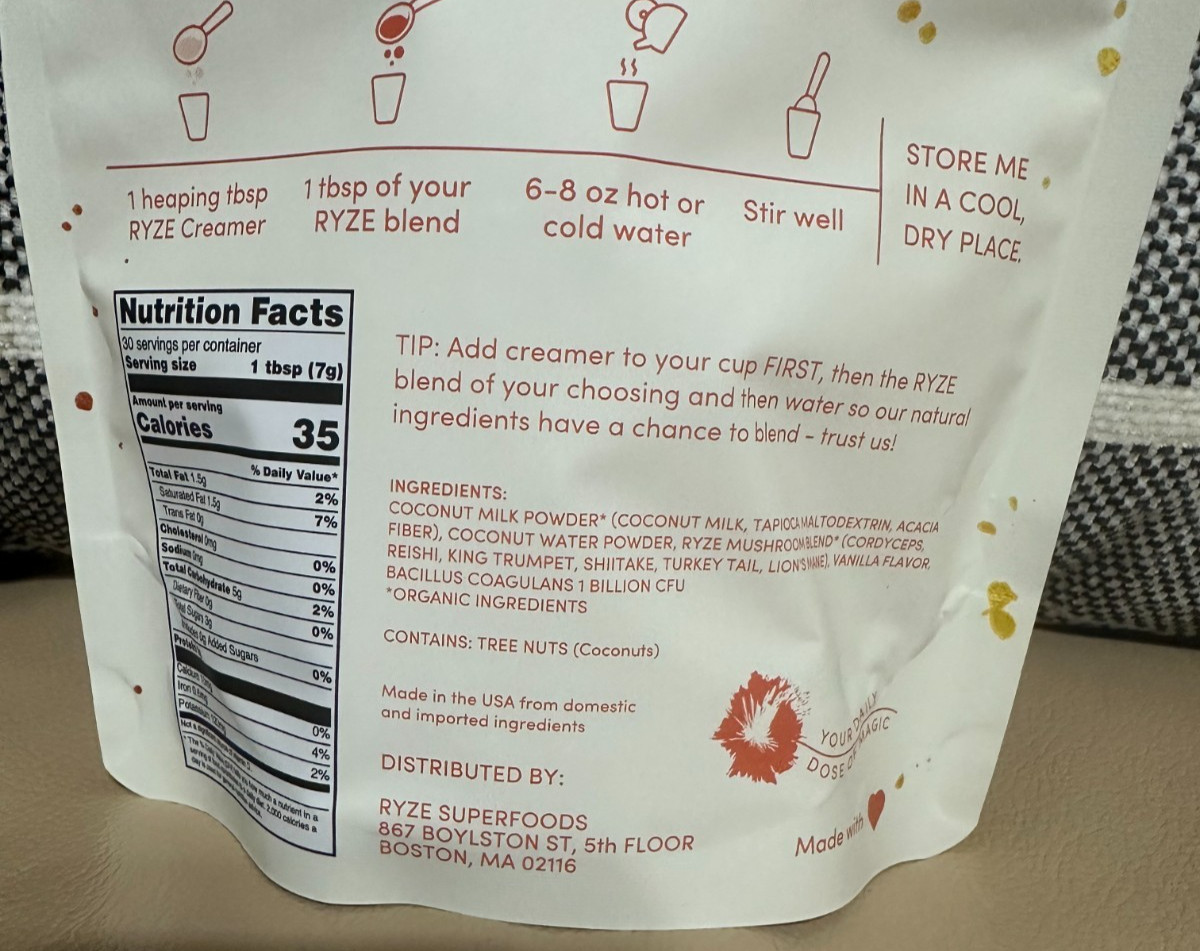 1 heaping tbsp
RYZE Creamer
1 tbsp of your
RYZE blend
6-8 oz hot or
cold water
Stir well
STORE ME
IN A COOL,
DRY PLACE.
Nutrition Facts
30 servings per container
Serving size 1 tbsp (7g)
Amount per serving
Calories 35
% Daily Value*
Total Fat 1.5g 2%
Saturated Fat 1.5g 7%
Trans Fat 0g
Cholesterol 0mg 0%
Sodium 0mg 0%
Total Carbohydrate 5g 2%
Dietary Fiber 0g 0%
Total Sugars 3g
Includes 0g Added Sugars 0%
Protein
Calcium 0%
Iron 4%
Potassium 2%
TIP: Add creamer to your cup FIRST, then the RYZE
blend of your choosing and then water so our natural
ingredients have a chance to blend - trust us!
INGREDIENTS:
COCONUT MILK POWDER* (COCONUT MILK, TAPIOCA MALTODEXTRIN, ACACIA
FIBER), COCONUT WATER POWDER, RYZE MUSHROOM BLEND* (CORDYCEPS,
REISHI, KING TRUMPET, SHIITAKE, TURKEY TAIL, LION'S MANE), VANILLA FLAVOR,
BACILLUS COAGULANS 1 BILLION CFU
*ORGANIC INGREDIENTS
CONTAINS: TREE NUTS (Coconuts)
Made in the USA from domestic
and imported ingredients
DISTRIBUTED BY:
RYZE SUPERFOODS
867 BOYLSTON ST, 5th FLOOR
BOSTON, MA 02116
YOUR DAILY
DOSE OF MAGIC
Made with